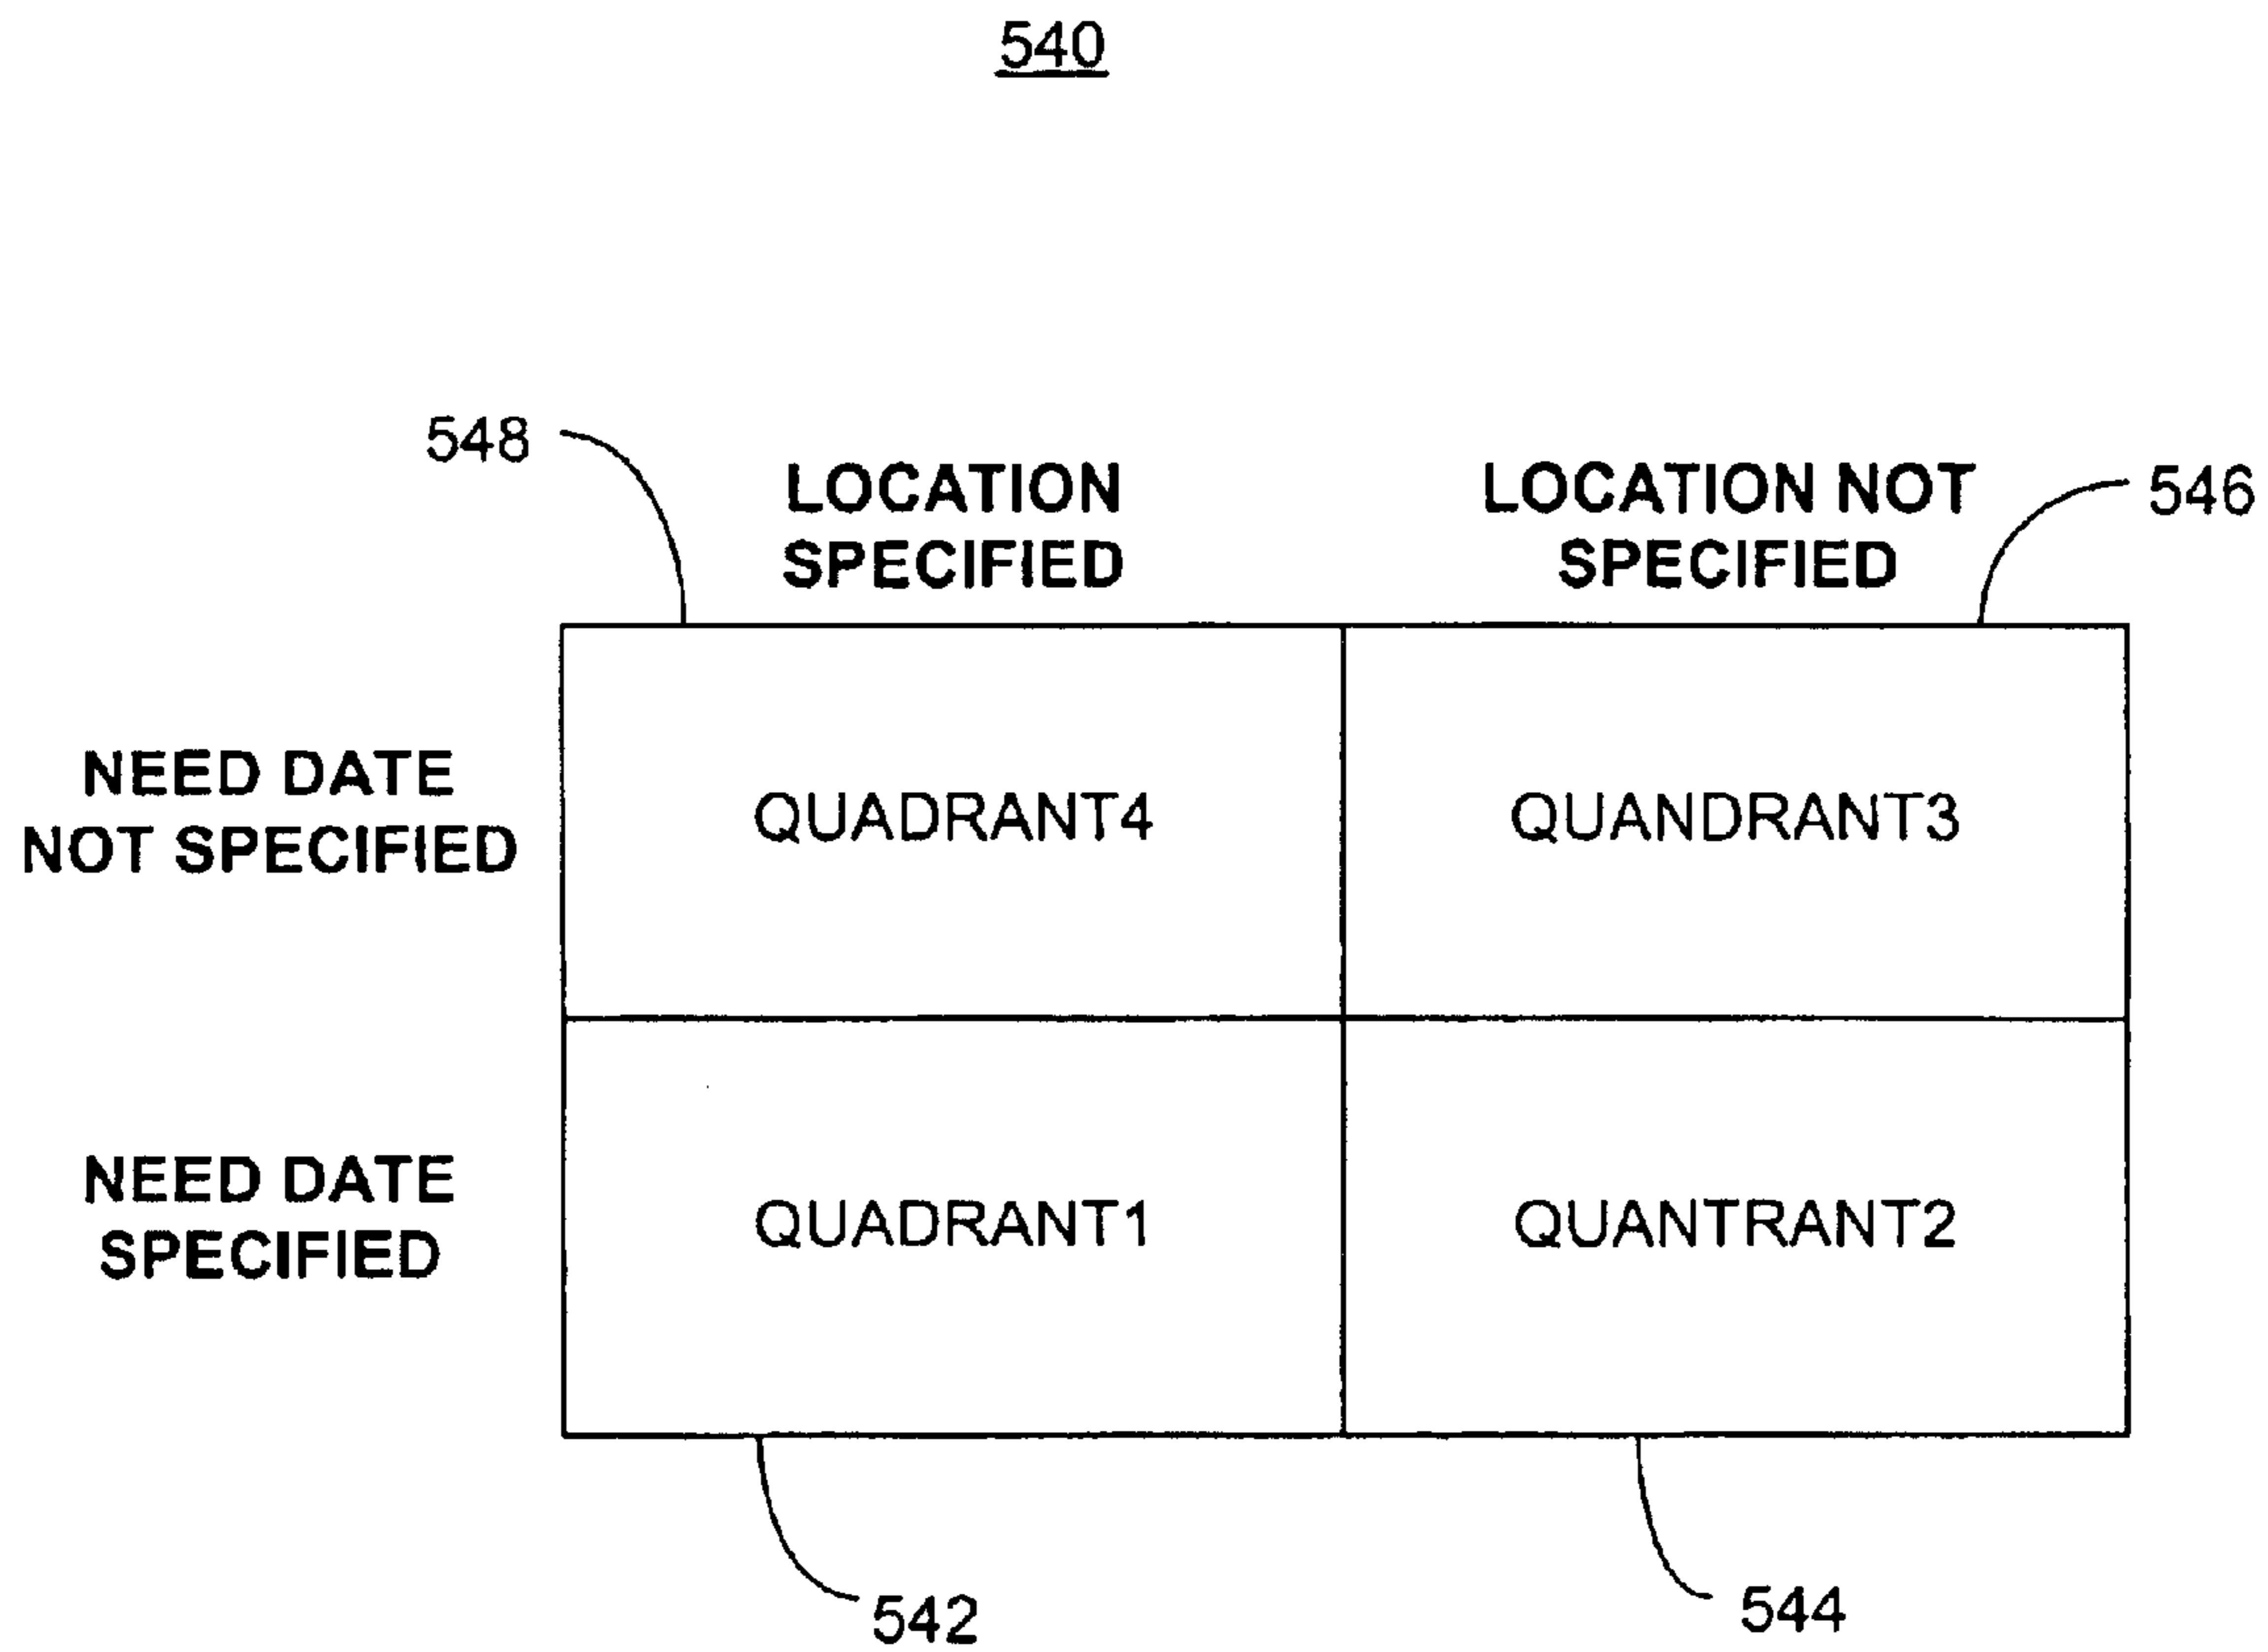 540
548
LOCATION
SPECIFIED
LOCATION NOT
SPECIFIED
546
NEED DATE
NOT SPECIFIED
QUADRANT4
QUANDRANT3
NEED DATE
SPECIFIED
QUADRANT1
QUANTRANT2
542
544